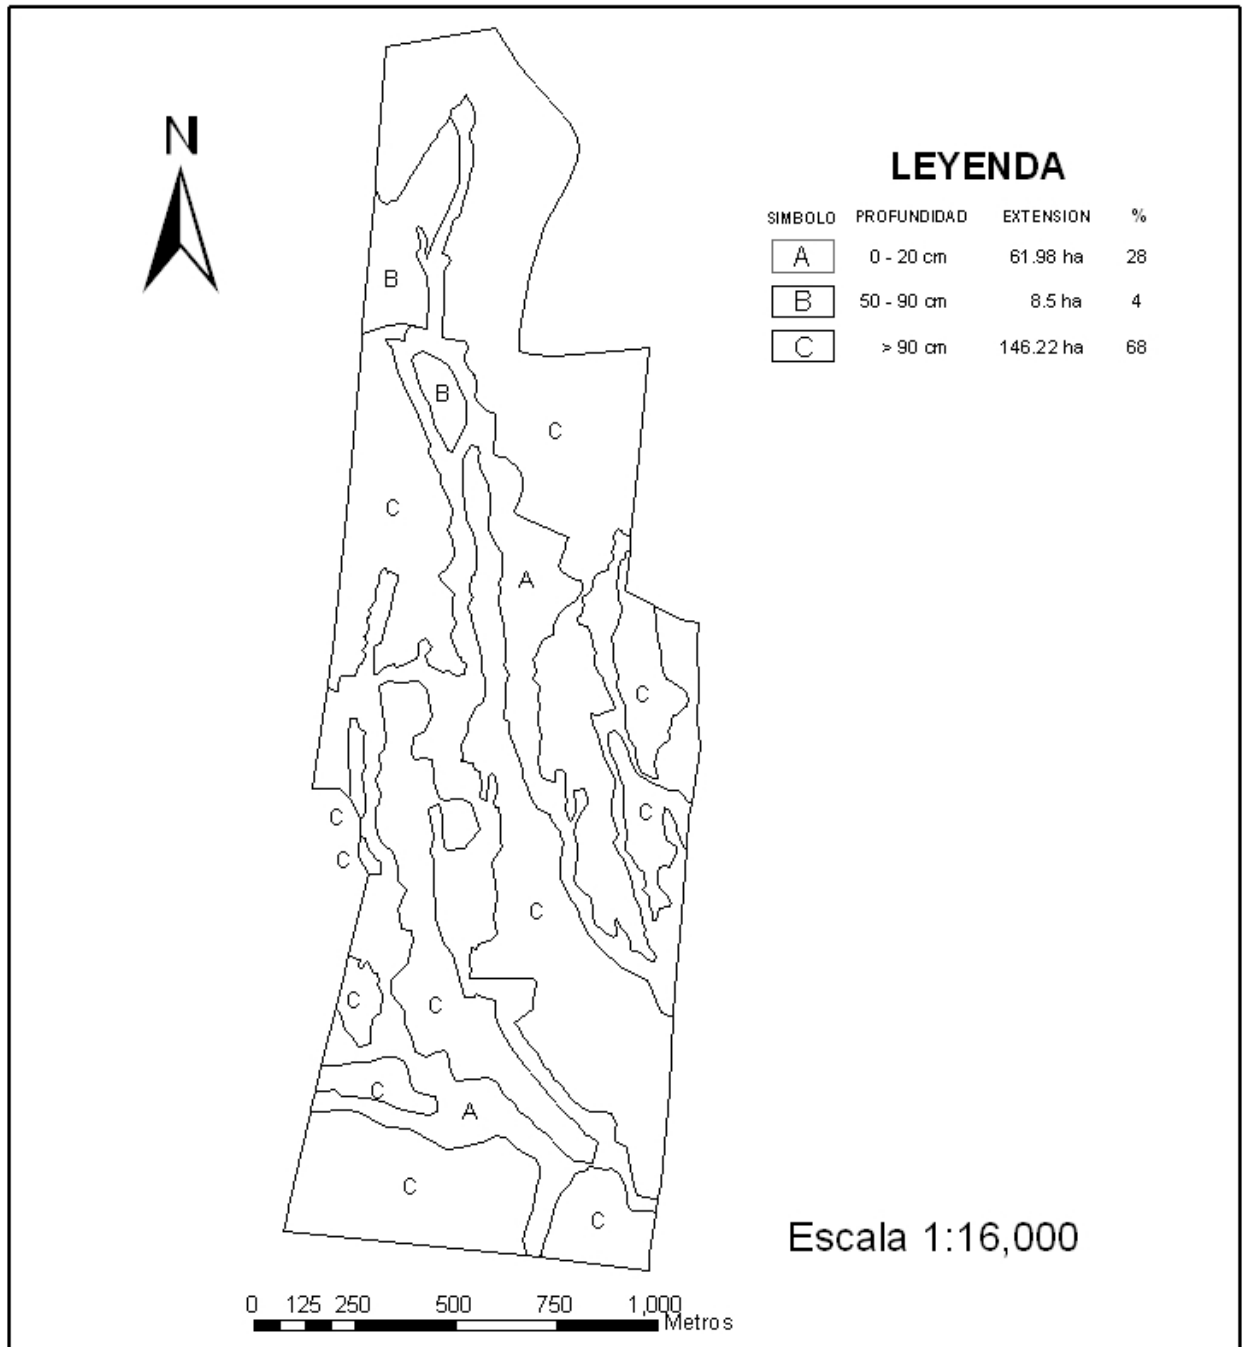 N
LEYENDA
SIMBOLO PROFUNDIDAD EXTENSION %
A 0 - 20 cm 61.98 ha 28
B 50 - 90 cm 8.5 ha 4
C > 90 cm 146.22 ha 68
B
B
C
C
A
C
C
C
C
C
C
C
C
A
C
C
Escala 1:16,000
0 125 250 500 750 1,000
Metros